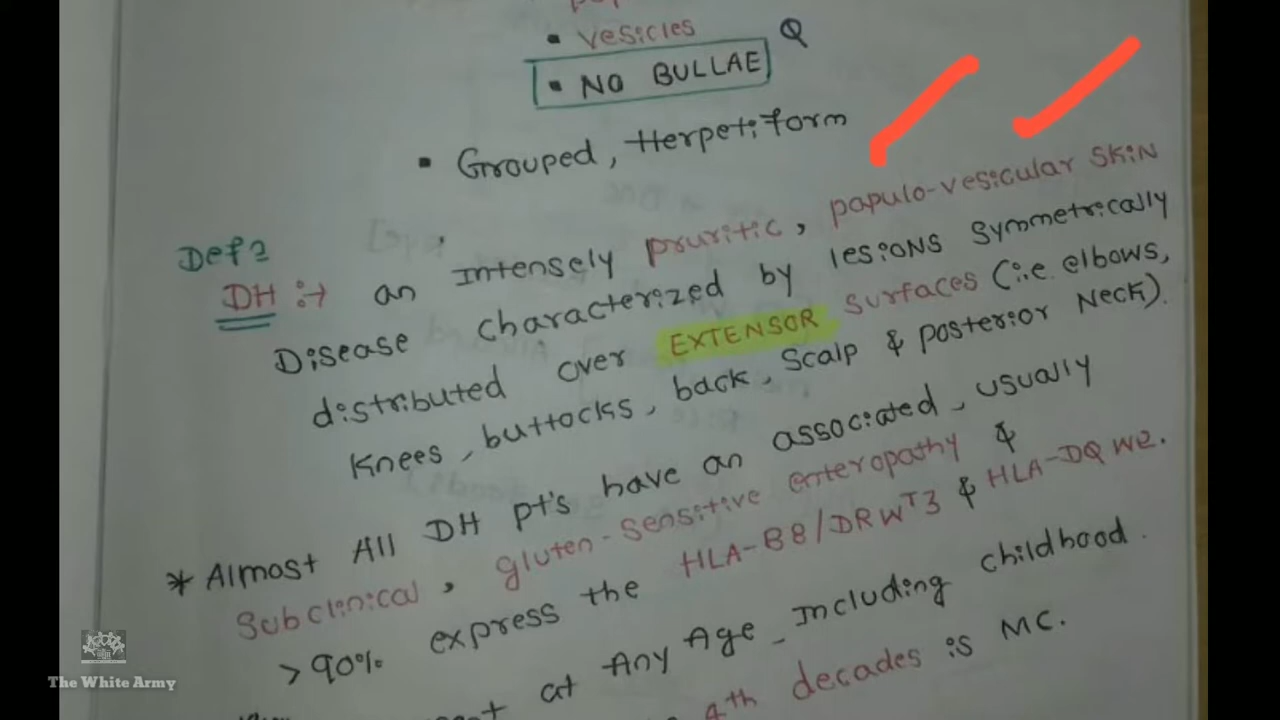 • vesicles Q
• NO BULLAE
• Grouped, Herpetiform
Def?
DH :→ an intensely pruritic, papulo-vesicular SKIN
Disease characterized by lesions symmetrically
distributed over EXTENSOR surfaces (i.e. elbows,
Knees, buttocks, back, Scalp & posterior Neck).
* Almost All DH pt's have an associated, usually
Subclinical, gluten-sensitive enteropathy &
>90% express the HLA-B8/DRWT3 & HLA-DQ W2.
at Any Age, Including childhood.
4th decades is MC.
The White Army